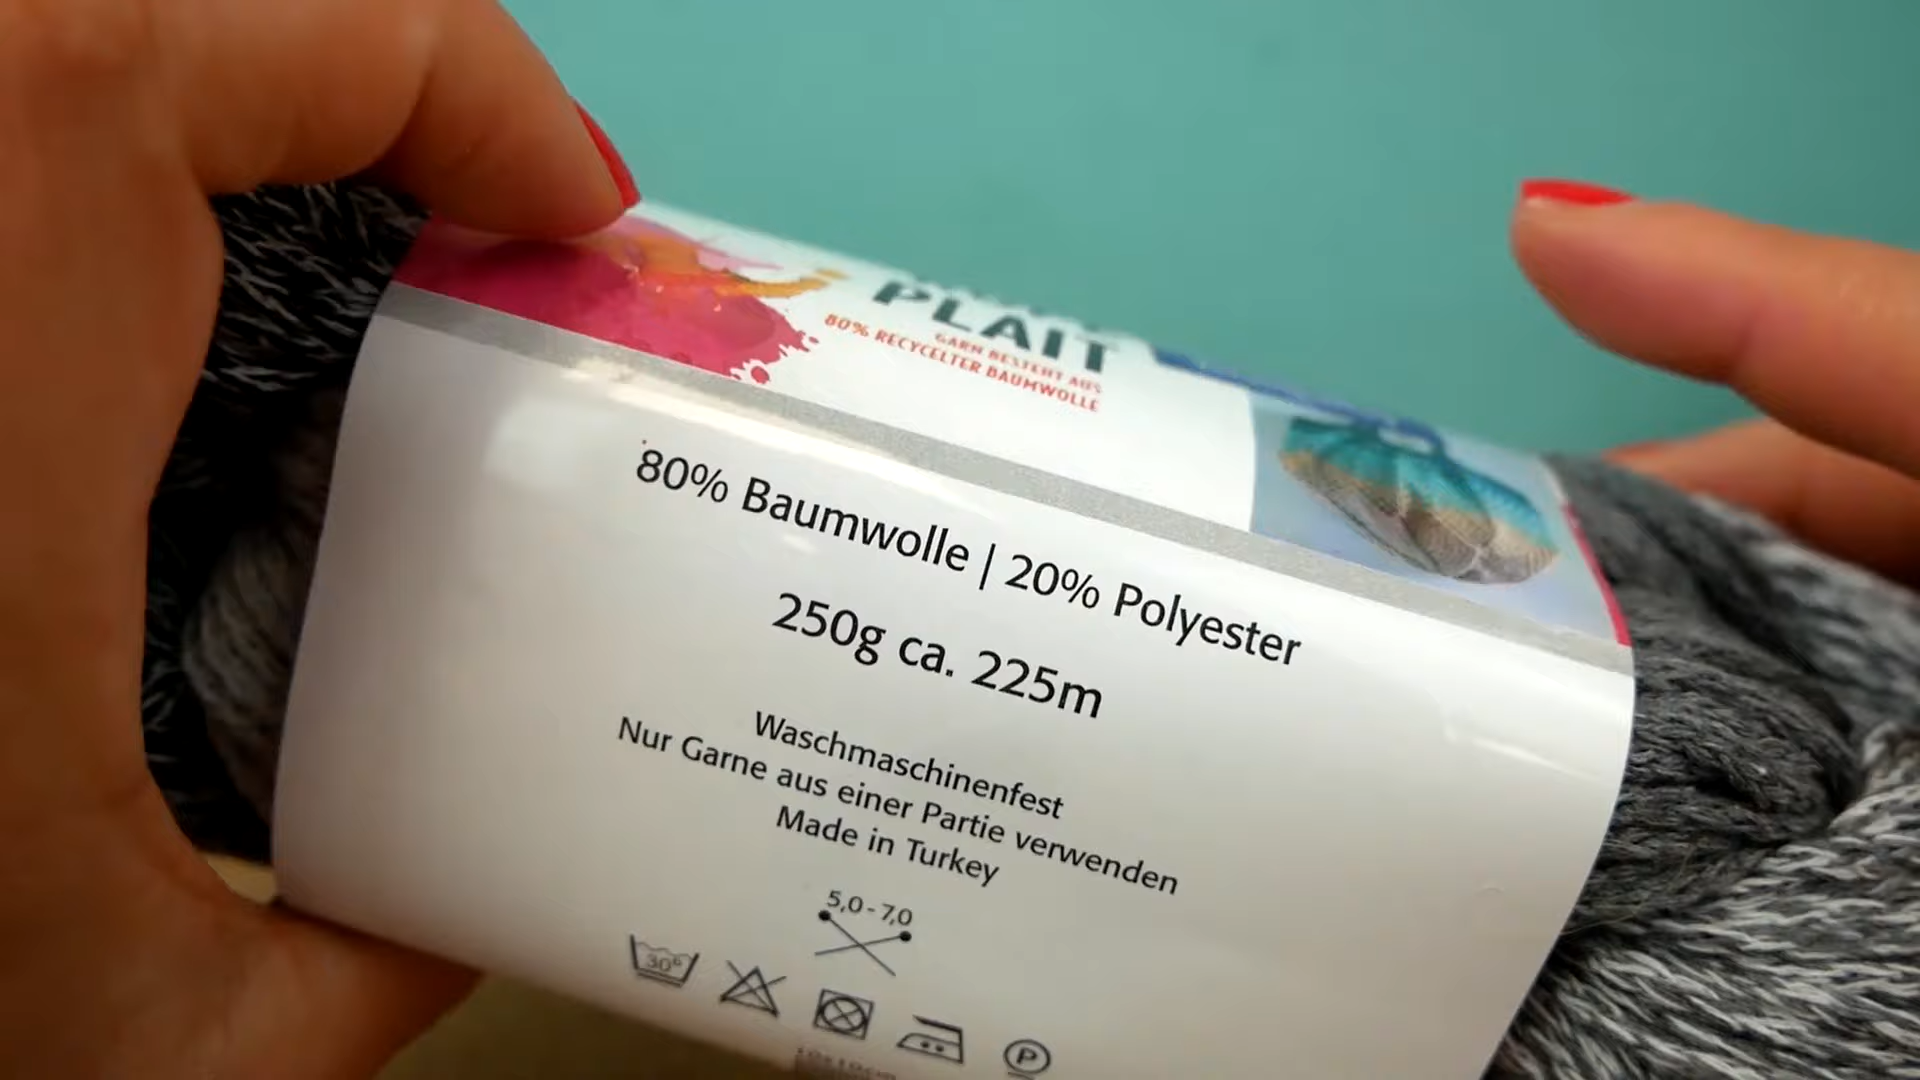 PLAIT
GARN BESTEHT AUS
80% RECYCELTER BAUMWOLLE
80% Baumwolle | 20% Polyester
250g ca. 225m
Waschmaschinenfest
Nur Garne aus einer Partie verwenden
Made in Turkey
5,0-7,0
30°
P